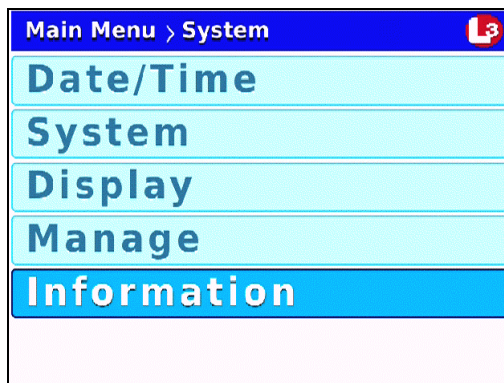 Main Menu > System
L3
Date/Time
System
Display
Manage
Information